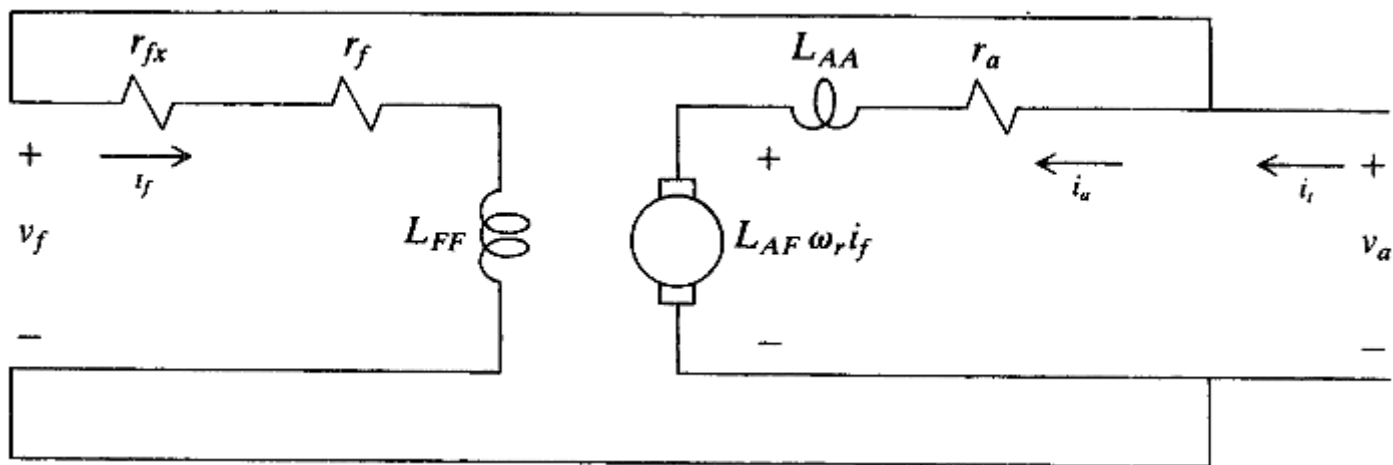 r_fx r_f L_AA r_a
+ i_f + i_a i_t +
v_f L_FF L_AF ω_r i_f v_a
− − −